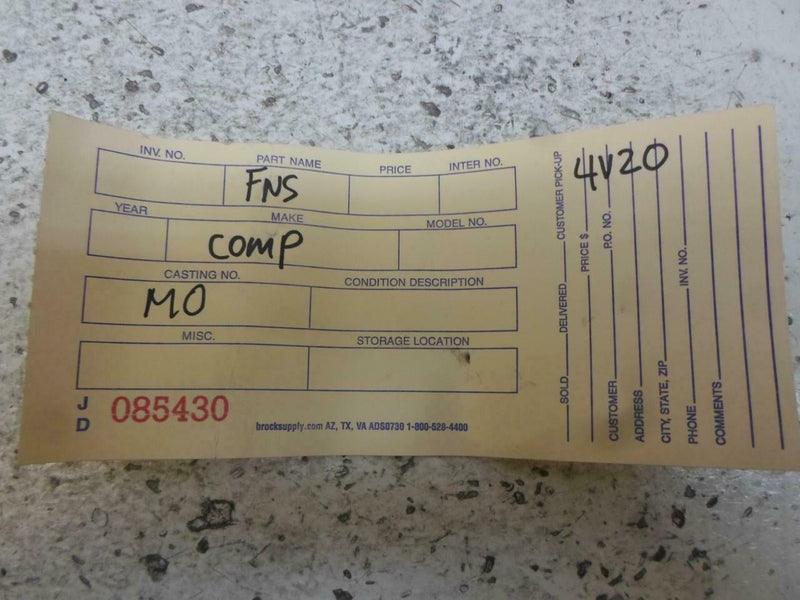 INV. NO. PART NAME PRICE INTER NO.
FNS
YEAR MAKE MODEL NO.
COMP
CASTING NO. CONDITION DESCRIPTION
MO
MISC. STORAGE LOCATION
J D 085430
brocksupply.com AZ, TX, VA ADS0730 1-800-528-4400
4V20
SOLD DELIVERED CUSTOMER PICK-UP
PRICE $
CUSTOMER P.O. NO.
ADDRESS
CITY, STATE, ZIP
PHONE INV. NO.
COMMENTS